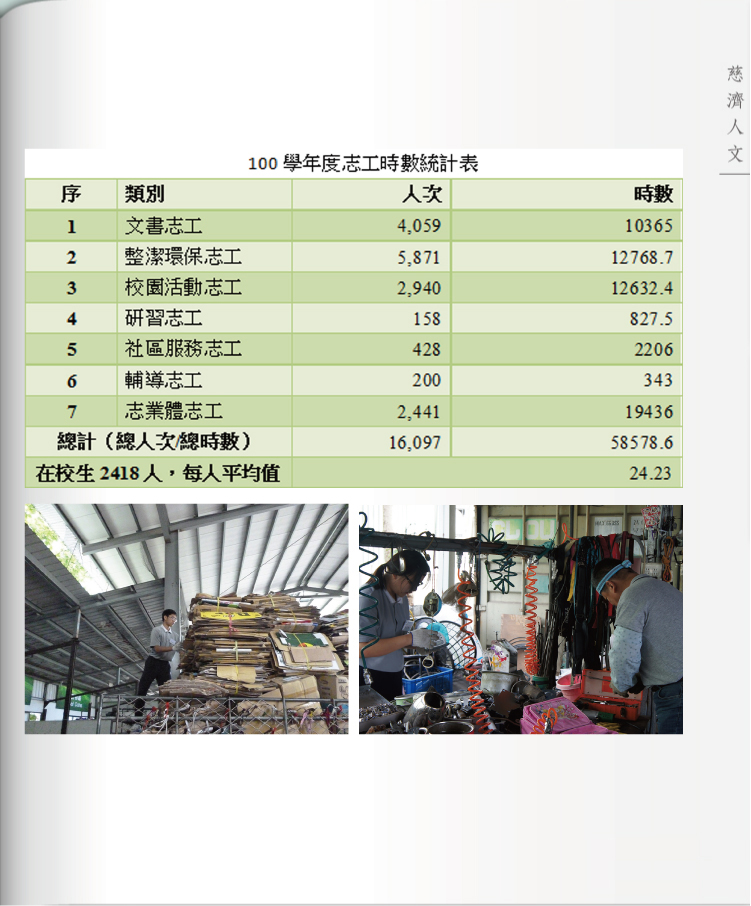 慈濟人文
100 學年度志工時數統計表
序 類別 人次 時數
1 文書志工 4,059 10365
2 整潔環保志工 5,871 12768.7
3 校園活動志工 2,940 12632.4
4 研習志工 158 827.5
5 社區服務志工 428 2206
6 輔導志工 200 343
7 志業體志工 2,441 19436
總計（總人次/總時數） 16,097 58578.6
在校生 2418 人，每人平均值 24.23